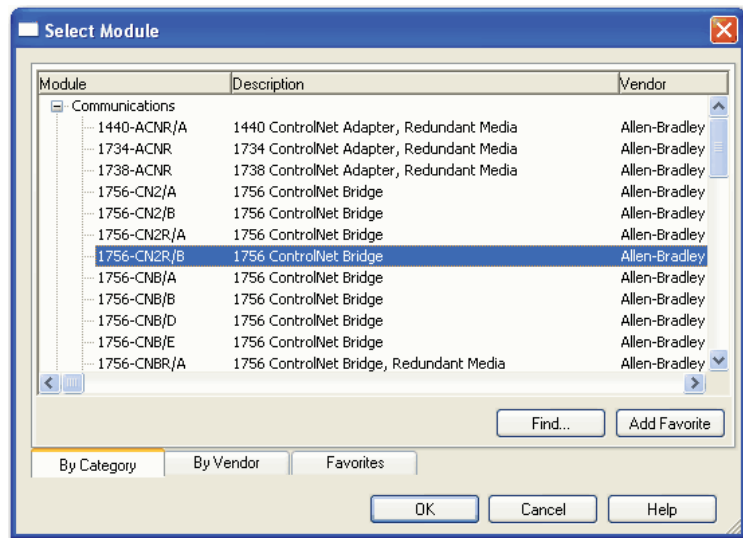 Select Module
Module Description Vendor
Communications
1440-ACNR/A 1440 ControlNet Adapter, Redundant Media Allen-Bradley
1734-ACNR 1734 ControlNet Adapter, Redundant Media Allen-Bradley
1738-ACNR 1738 ControlNet Adapter, Redundant Media Allen-Bradley
1756-CN2/A 1756 ControlNet Bridge Allen-Bradley
1756-CN2/B 1756 ControlNet Bridge Allen-Bradley
1756-CN2R/A 1756 ControlNet Bridge Allen-Bradley
1756-CN2R/B 1756 ControlNet Bridge Allen-Bradley
1756-CNB/A 1756 ControlNet Bridge Allen-Bradley
1756-CNB/B 1756 ControlNet Bridge Allen-Bradley
1756-CNB/D 1756 ControlNet Bridge Allen-Bradley
1756-CNB/E 1756 ControlNet Bridge Allen-Bradley
1756-CNBR/A 1756 ControlNet Bridge, Redundant Media Allen-Bradley
Find... Add Favorite
By Category By Vendor Favorites
OK Cancel Help